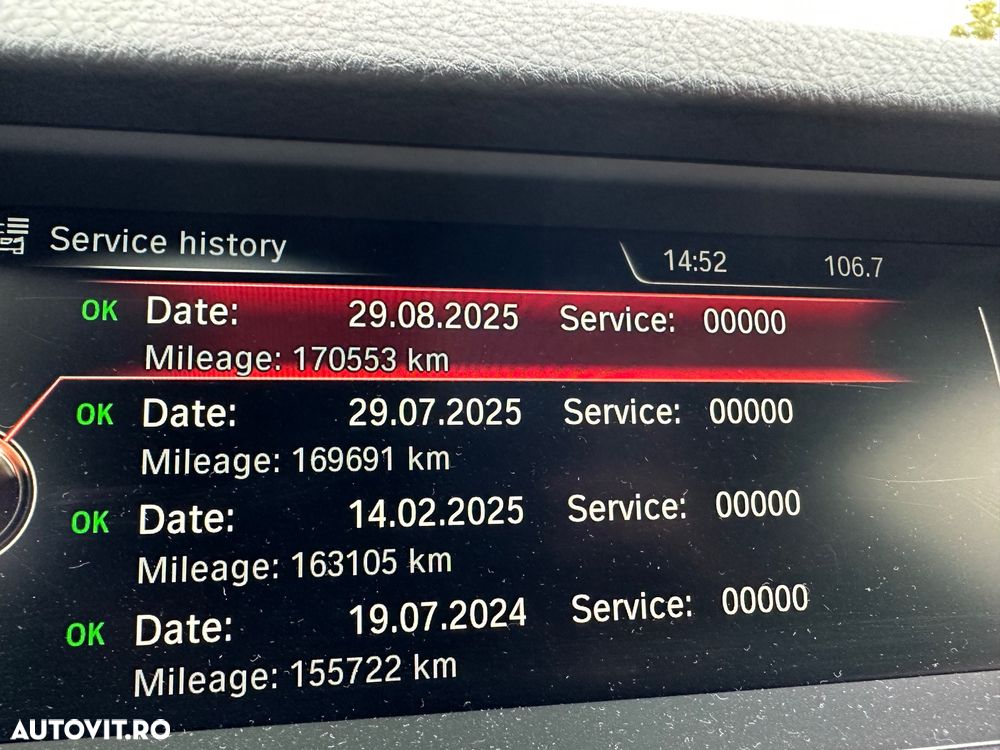 Service history 14:52 106.7
OK Date: 29.08.2025 Service: 00000
Mileage: 170553 km
OK Date: 29.07.2025 Service: 00000
Mileage: 169691 km
OK Date: 14.02.2025 Service: 00000
Mileage: 163105 km
OK Date: 19.07.2024 Service: 00000
Mileage: 155722 km
AUTOVIT.RO